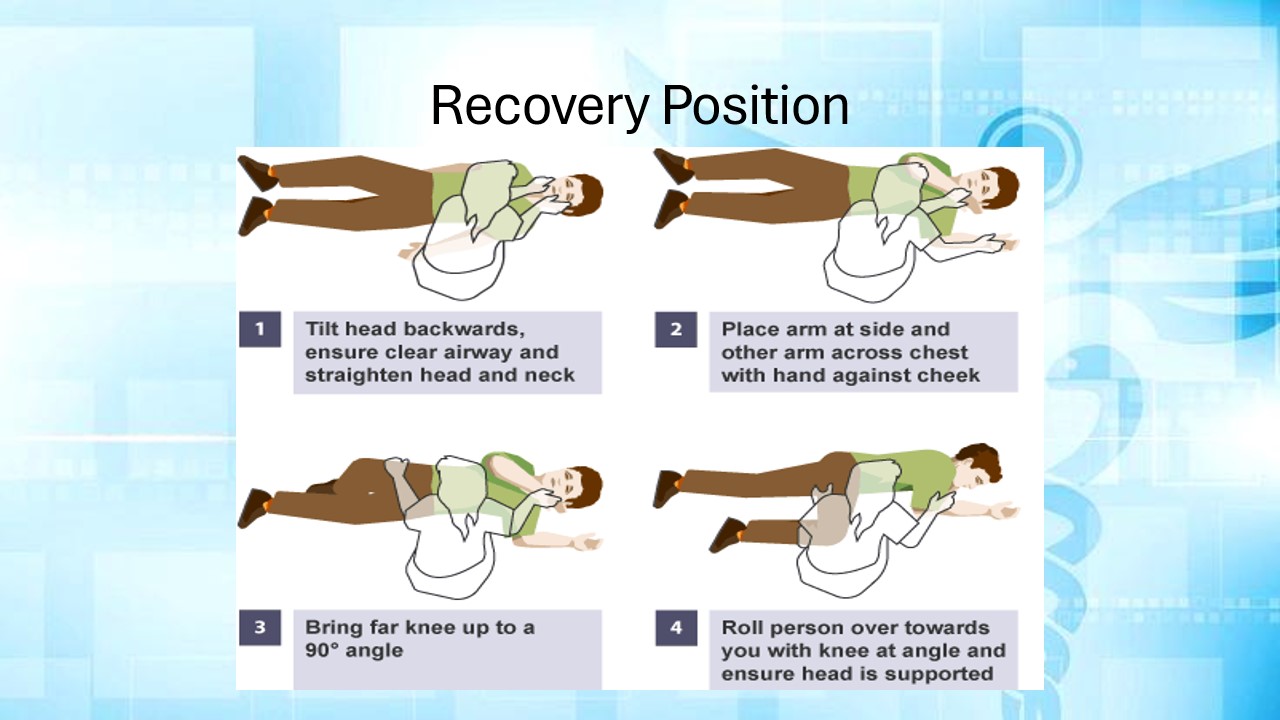 Recovery Position
1
Tilt head backwards,
ensure clear airway and
straighten head and neck
2
Place arm at side and
other arm across chest
with hand against cheek
3
Bring far knee up to a
90° angle
4
Roll person over towards
you with knee at angle and
ensure head is supported